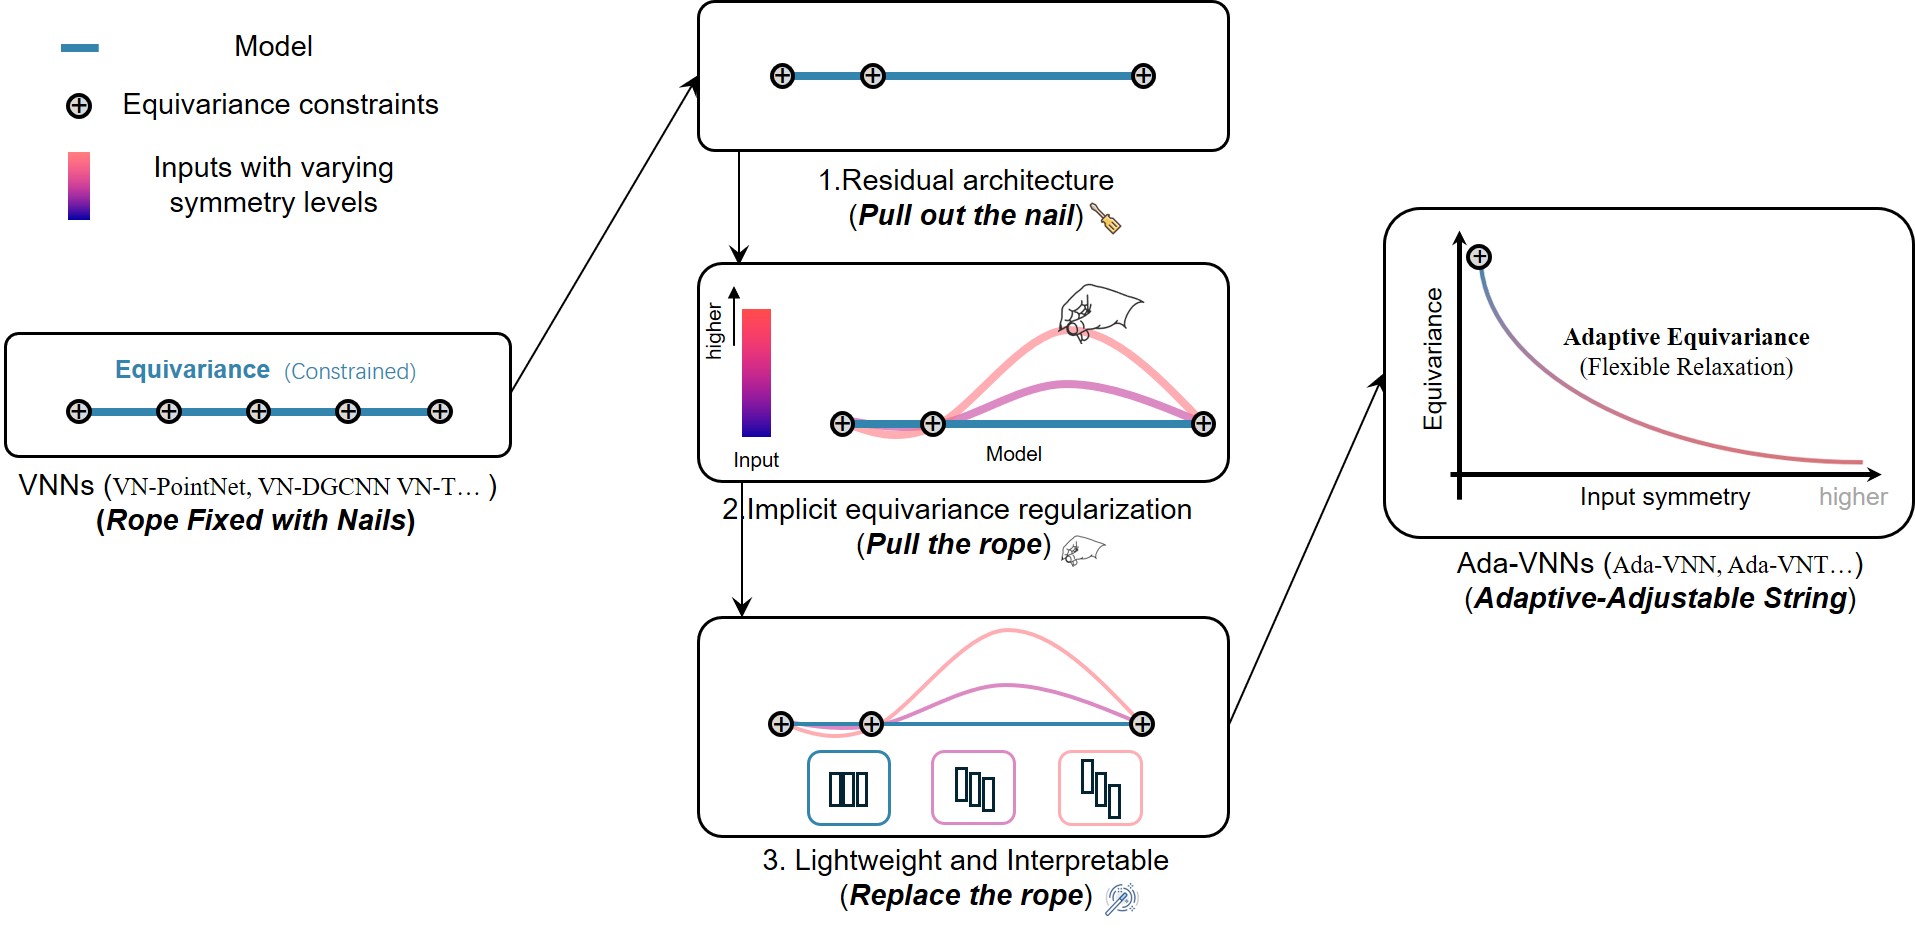 Model
Equivariance constraints
Inputs with varying
symmetry levels
Equivariance (Constrained)
VNNs (VN-PointNet, VN-DGCNN VN-T… )
(Rope Fixed with Nails)
1.Residual architecture
(Pull out the nail)
higher
Input
Model
2.Implicit equivariance regularization
(Pull the rope)
3. Lightweight and Interpretable
(Replace the rope)
Equivariance
Adaptive Equivariance
(Flexible Relaxation)
Input symmetry
higher
Ada-VNNs (Ada-VNN, Ada-VNT…)
(Adaptive-Adjustable String)